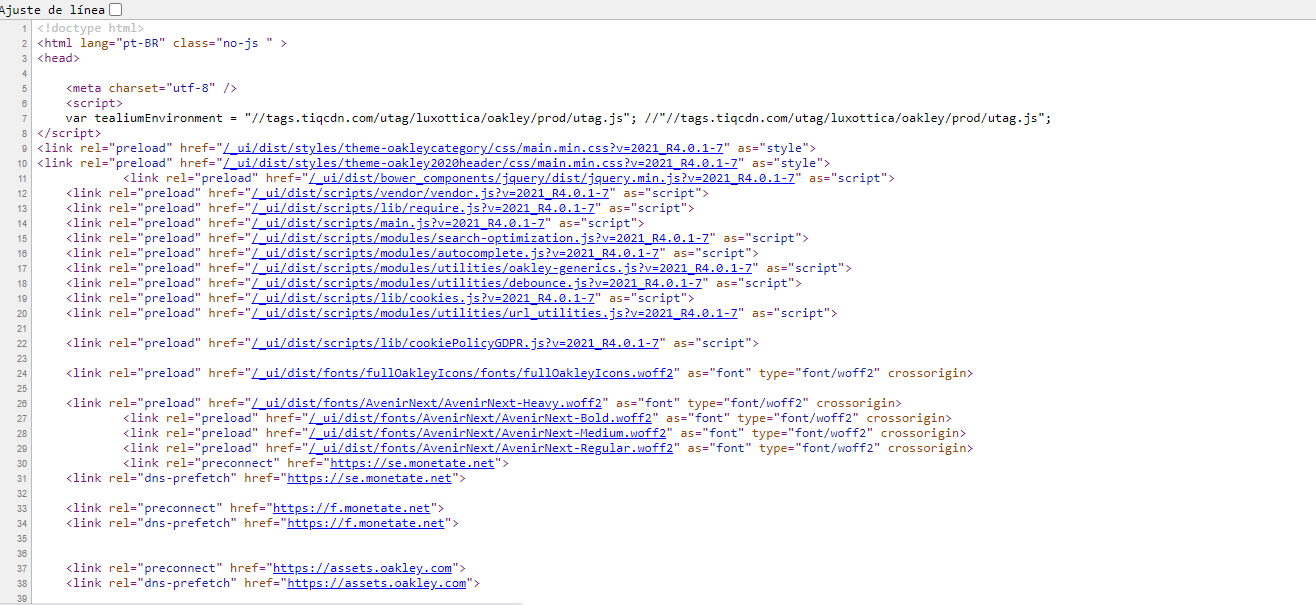 Ajuste de línea
1 <!doctype html>
2 <html lang="pt-BR" class="no-js " >
3 <head>
4
5 <meta charset="utf-8" />
6 <script>
7 var tealiumEnvironment = "//tags.tiqcdn.com/utag/luxottica/oakley/prod/utag.js"; //"//tags.tiqcdn.com/utag/luxottica/oakley/prod/utag.js";
8 </script>
9 <link rel="preload" href="/_ui/dist/styles/theme-oakleycategory/css/main.min.css?v=2021_R4.0.1-7" as="style">
10 <link rel="preload" href="/_ui/dist/styles/theme-oakley2020header/css/main.min.css?v=2021_R4.0.1-7" as="style">
11 <link rel="preload" href="/_ui/dist/bower_components/jquery/dist/jquery.min.js?v=2021_R4.0.1-7" as="script">
12 <link rel="preload" href="/_ui/dist/scripts/vendor/vendor.js?v=2021_R4.0.1-7" as="script">
13 <link rel="preload" href="/_ui/dist/scripts/lib/require.js?v=2021_R4.0.1-7" as="script">
14 <link rel="preload" href="/_ui/dist/scripts/main.js?v=2021_R4.0.1-7" as="script">
15 <link rel="preload" href="/_ui/dist/scripts/modules/search-optimization.js?v=2021_R4.0.1-7" as="script">
16 <link rel="preload" href="/_ui/dist/scripts/modules/autocomplete.js?v=2021_R4.0.1-7" as="script">
17 <link rel="preload" href="/_ui/dist/scripts/modules/utilities/oakley-generics.js?v=2021_R4.0.1-7" as="script">
18 <link rel="preload" href="/_ui/dist/scripts/modules/utilities/debounce.js?v=2021_R4.0.1-7" as="script">
19 <link rel="preload" href="/_ui/dist/scripts/lib/cookies.js?v=2021_R4.0.1-7" as="script">
20 <link rel="preload" href="/_ui/dist/scripts/modules/utilities/url_utilities.js?v=2021_R4.0.1-7" as="script">
21
22 <link rel="preload" href="/_ui/dist/scripts/lib/cookiePolicyGDPR.js?v=2021_R4.0.1-7" as="script">
23
24 <link rel="preload" href="/_ui/dist/fonts/fullOakleyIcons/fonts/fullOakleyIcons.woff2" as="font" type="font/woff2" crossorigin>
25
26 <link rel="preload" href="/_ui/dist/fonts/AvenirNext/AvenirNext-Heavy.woff2" as="font" type="font/woff2" crossorigin>
27 <link rel="preload" href="/_ui/dist/fonts/AvenirNext/AvenirNext-Bold.woff2" as="font" type="font/woff2" crossorigin>
28 <link rel="preload" href="/_ui/dist/fonts/AvenirNext/AvenirNext-Medium.woff2" as="font" type="font/woff2" crossorigin>
29 <link rel="preload" href="/_ui/dist/fonts/AvenirNext/AvenirNext-Regular.woff2" as="font" type="font/woff2" crossorigin>
30 <link rel="preconnect" href="https://se.monetate.net">
31 <link rel="dns-prefetch" href="https://se.monetate.net">
32
33 <link rel="preconnect" href="https://f.monetate.net">
34 <link rel="dns-prefetch" href="https://f.monetate.net">
35
36
37 <link rel="preconnect" href="https://assets.oakley.com">
38 <link rel="dns-prefetch" href="https://assets.oakley.com">
39